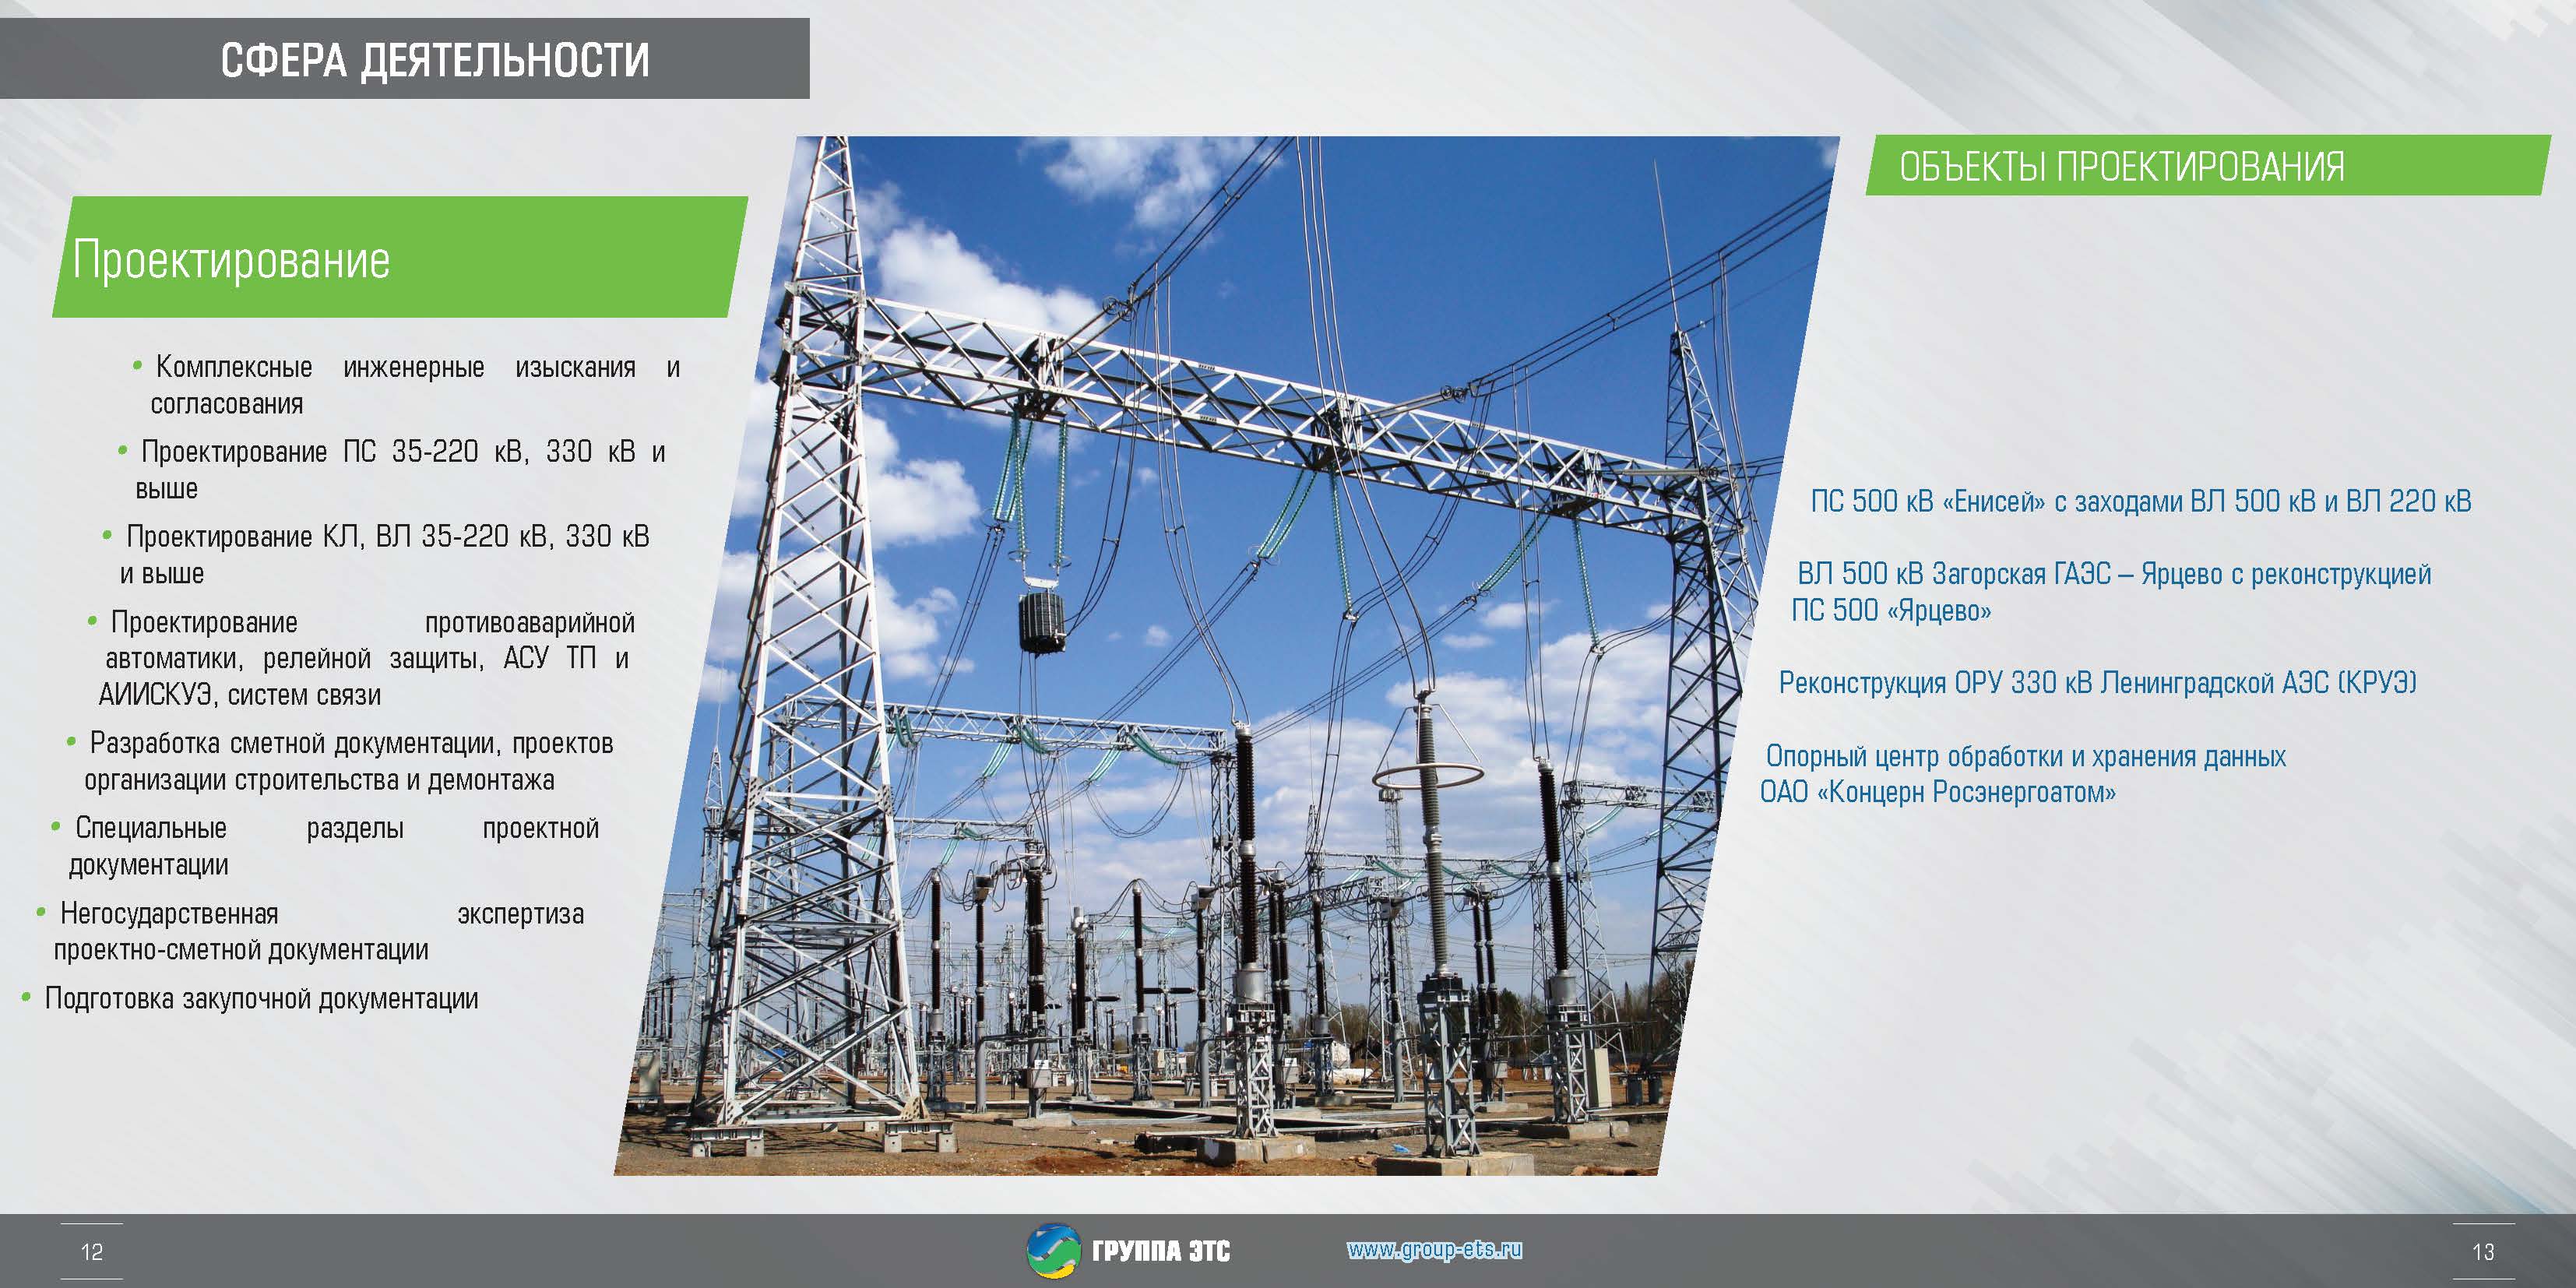 СФЕРА ДЕЯТЕЛЬНОСТИ
Проектирование
• Комплексные инженерные изыскания и
согласования
• Проектирование ПС 35-220 кВ, 330 кВ и
выше
• Проектирование КЛ, ВЛ 35-220 кВ, 330 кВ
и выше
• Проектирование противоаварийной
автоматики, релейной защиты, АСУ ТП и
АИИСКУЭ, систем связи
• Разработка сметной документации, проектов
организации строительства и демонтажа
• Специальные разделы проектной
документации
• Негосударственная экспертиза
проектно-сметной документации
• Подготовка закупочной документации
ОБЪЕКТЫ ПРОЕКТИРОВАНИЯ
ПС 500 кВ «Енисей» с заходами ВЛ 500 кВ и ВЛ 220 кВ
ВЛ 500 кВ Загорская ГАЭС – Ярцево с реконструкцией
ПС 500 «Ярцево»
Реконструкция ОРУ 330 кВ Ленинградской АЭС (КРУЭ)
Опорный центр обработки и хранения данных
ОАО «Концерн Росэнергоатом»
12
ГРУППА ЭТС
www.group-ets.ru
13